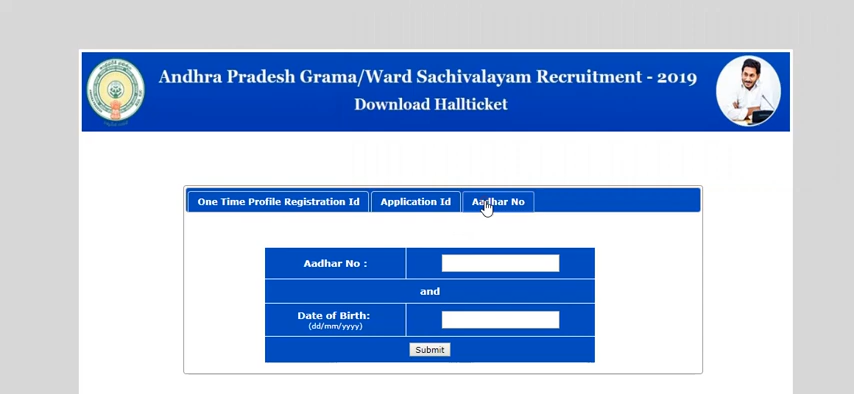 Andhra Pradesh Grama/Ward Sachivalayam Recruitment - 2019
Download Hallticket
One Time Profile Registration Id
Application Id
Aadhar No
Aadhar No :
and
Date of Birth:
(dd/mm/yyyy)
Submit